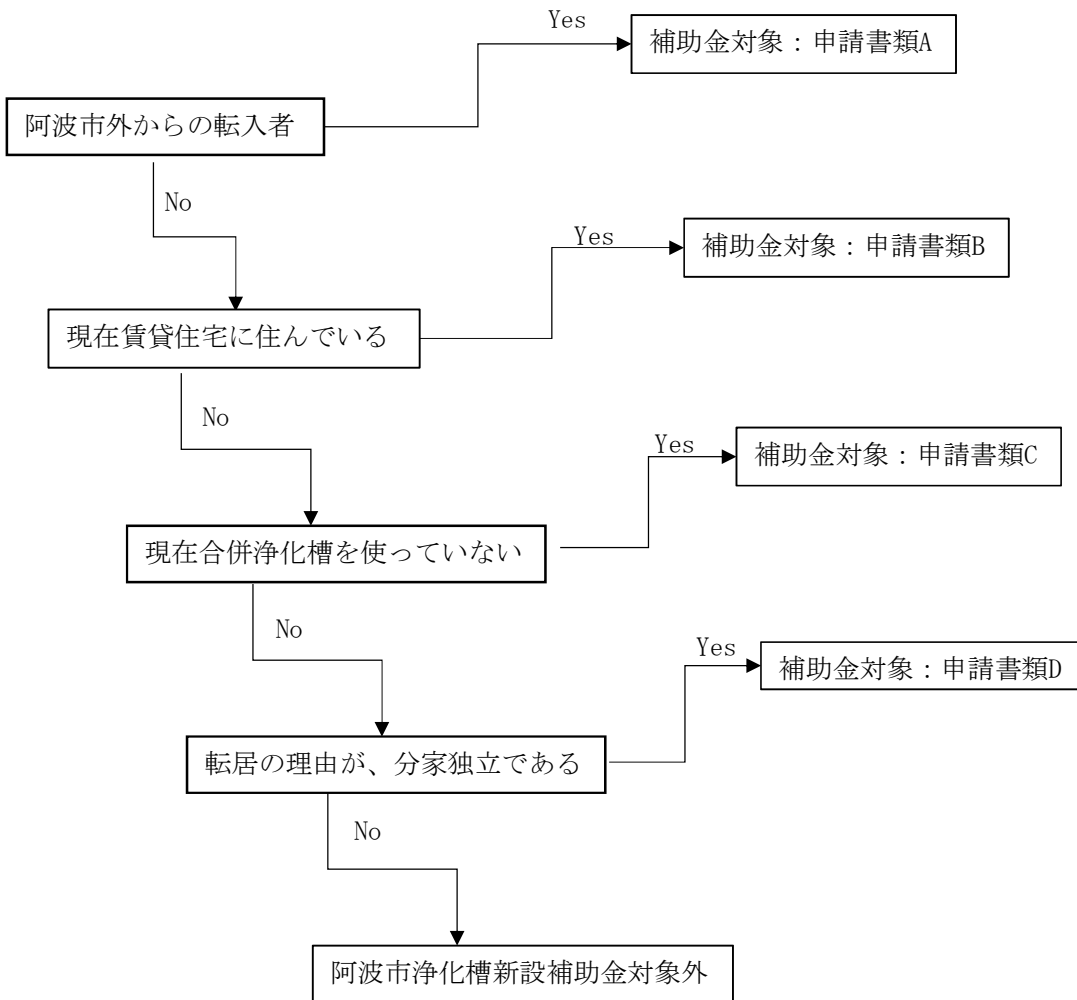 Yes
補助金対象：申請書類A
阿波市外からの転入者
No
Yes
補助金対象：申請書類B
現在賃貸住宅に住んでいる
No
Yes
補助金対象：申請書類C
現在合併浄化槽を使っていない
No
Yes
補助金対象：申請書類D
転居の理由が、分家独立である
No
阿波市浄化槽新設補助金対象外